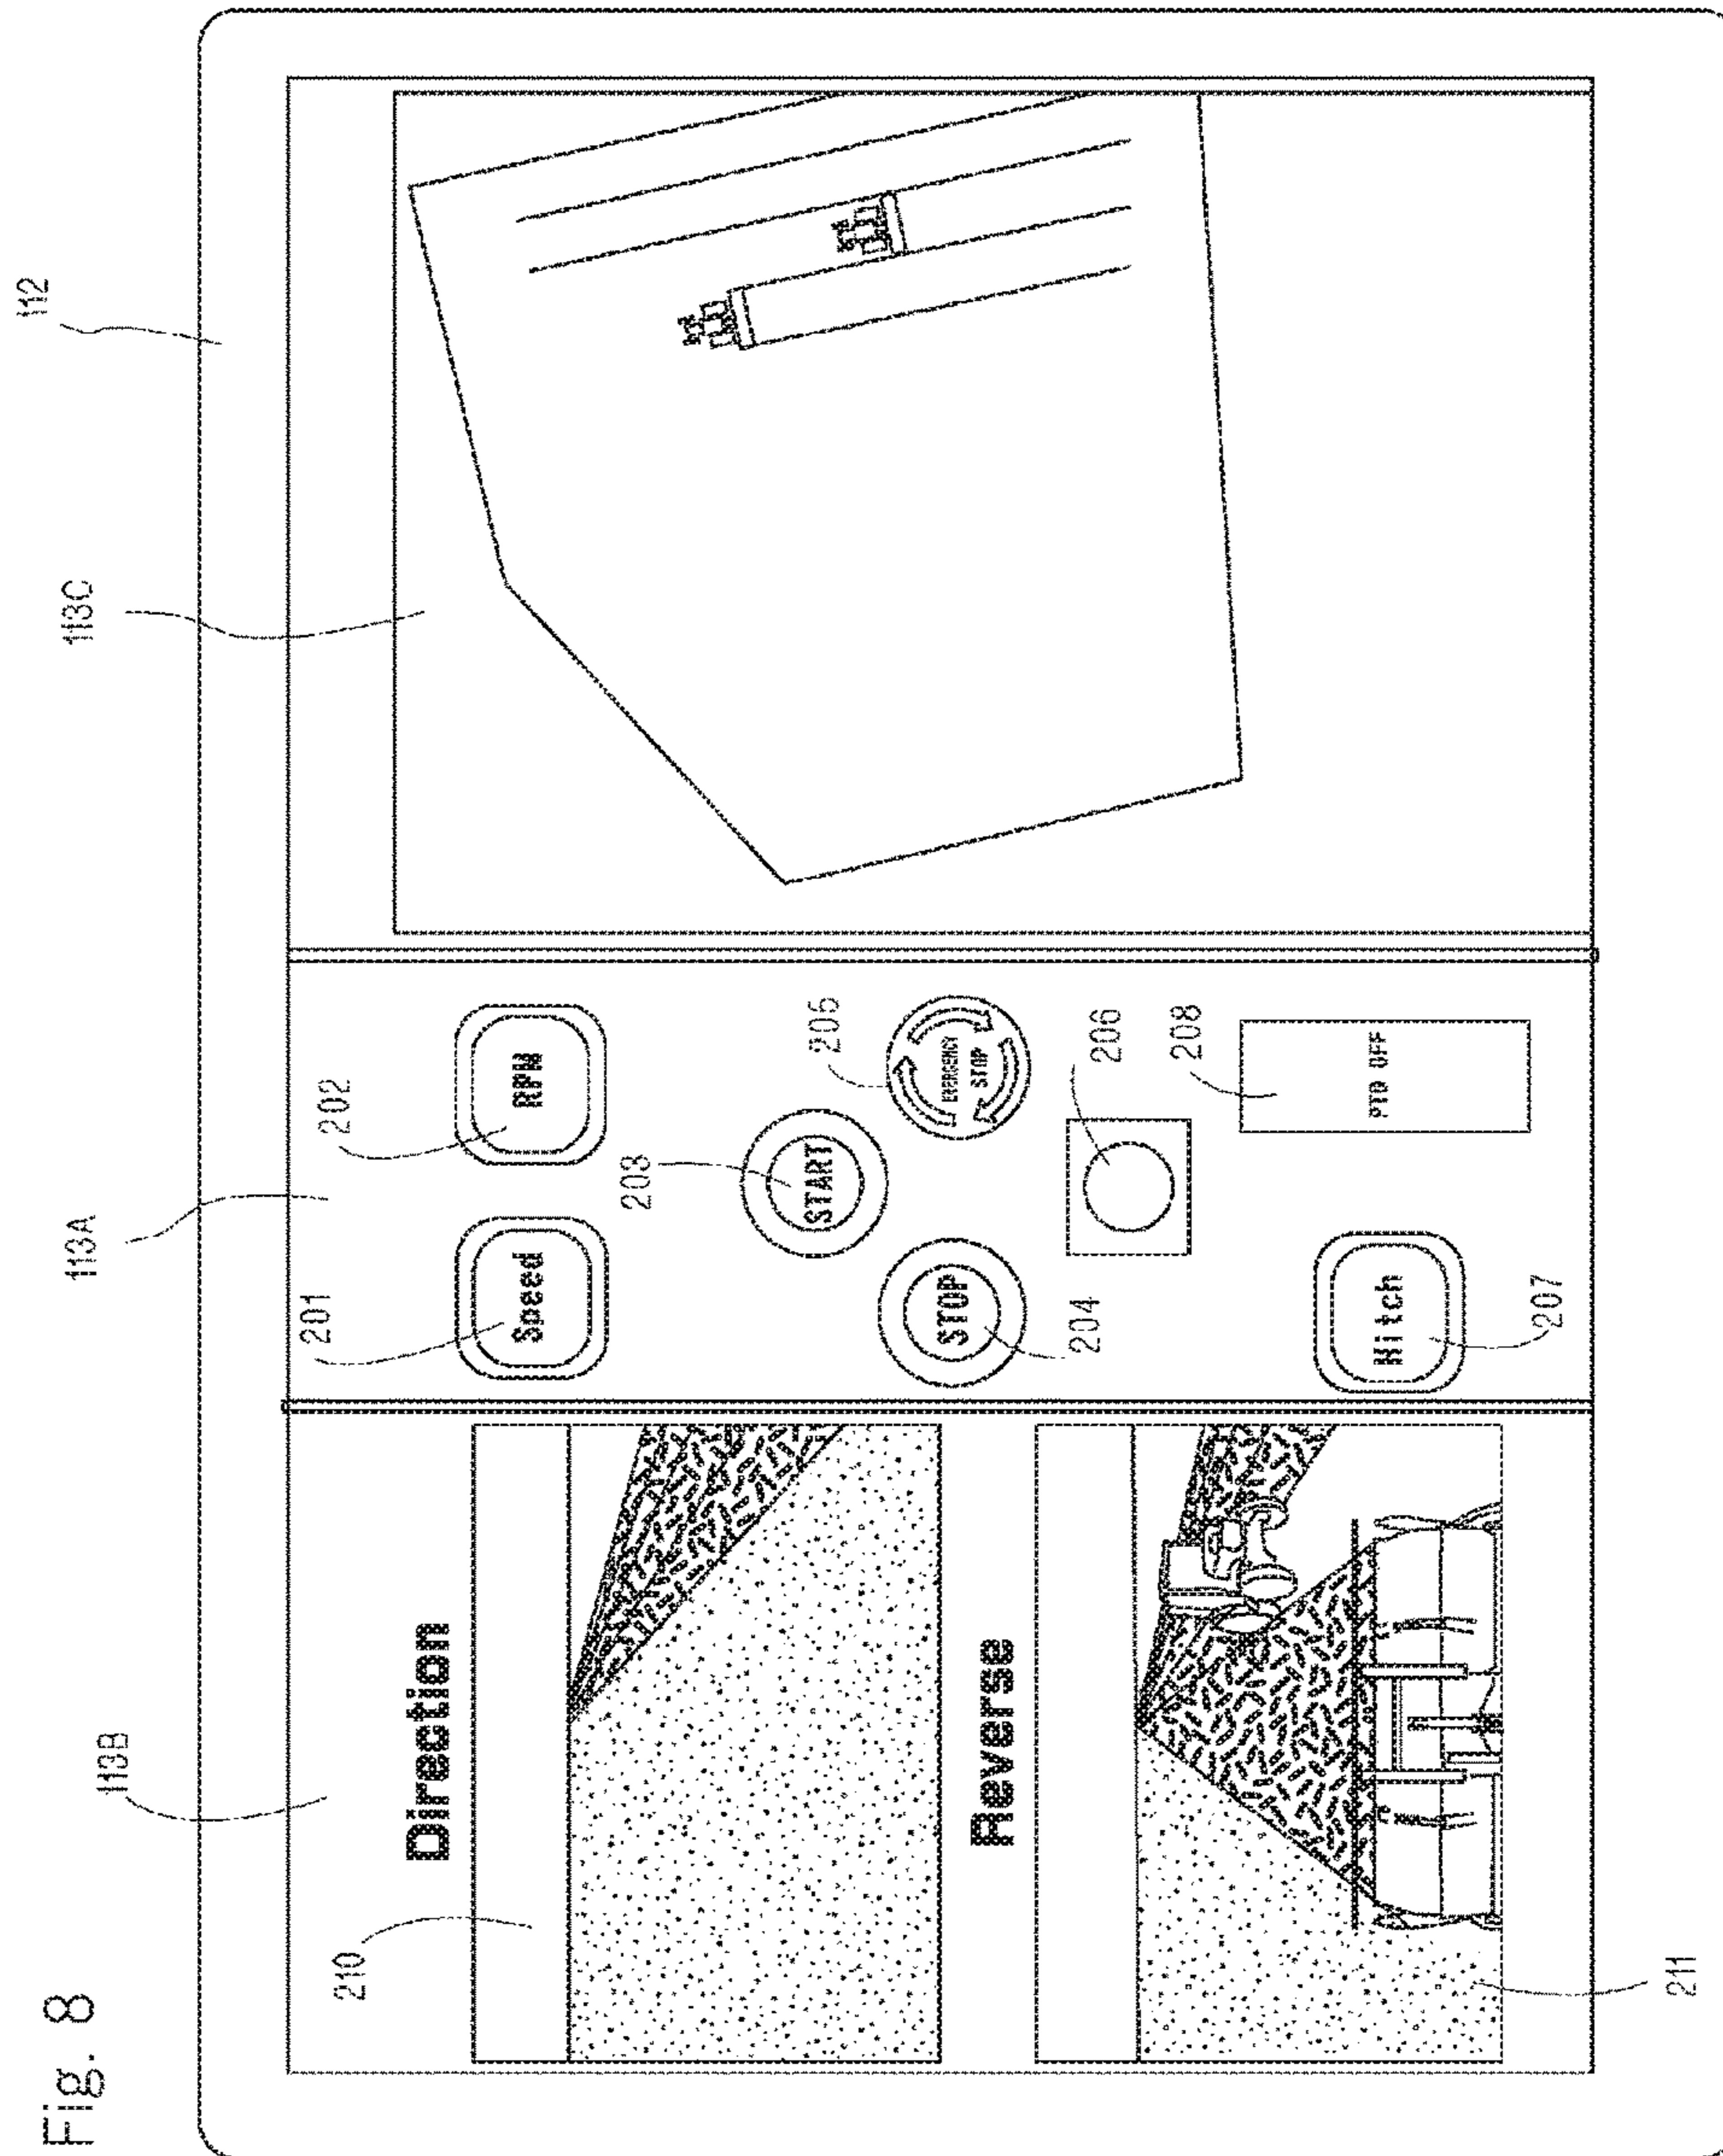 Fig. 8
112
113B
113A
113C
Direction
210
Reverse
211
201
Speed
202
RPM
203
START
STOP
204
205
EMERGENCY
STOP
206
208
PTO OFF
Hitch
207